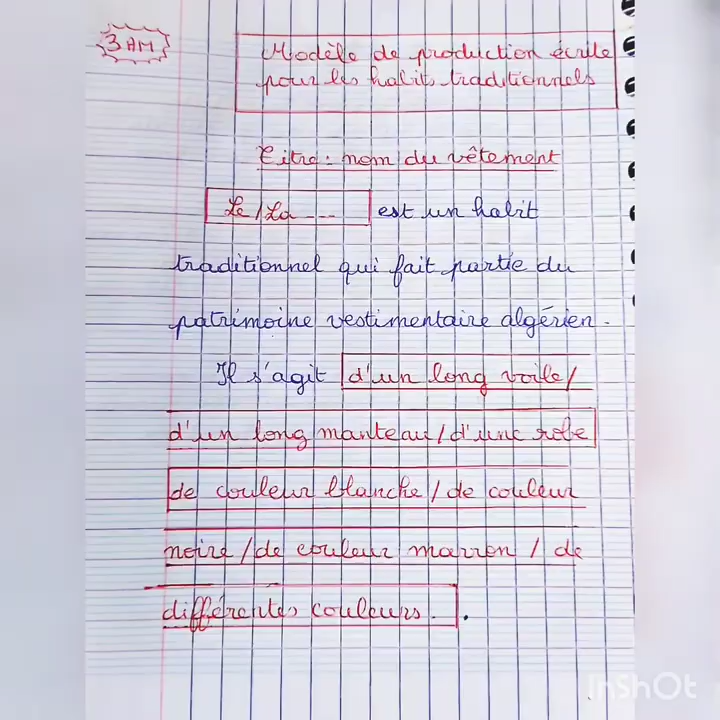 3 AM
Modèle de production écrite
pour les habits traditionnels
Titre : nom du vêtement
Le/La --- est un habit
traditionnel qui fait partie du
patrimoine vestimentaire algérien.
Il s'agit d'un long voile/
d'un long manteau/d'une robe
de couleur blanche/de couleur
noire/de couleur marron/de
différentes couleurs.
InShOt